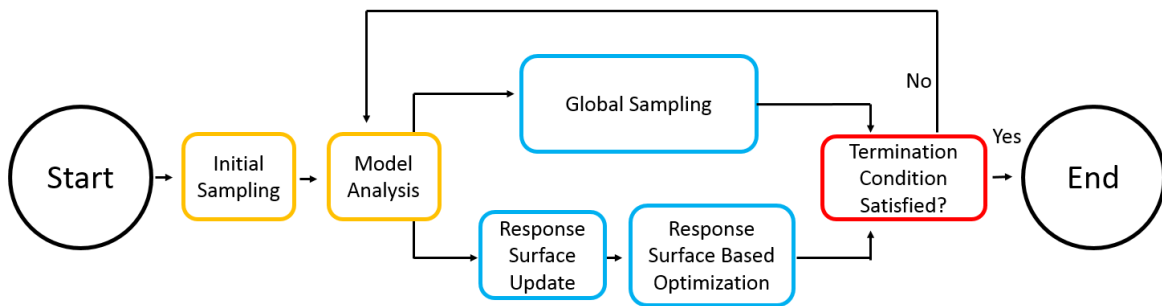 Start
Initial
Sampling
Model
Analysis
Global Sampling
Response
Surface
Update
Response
Surface Based
Optimization
Termination
Condition
Satisfied?
No
Yes
End